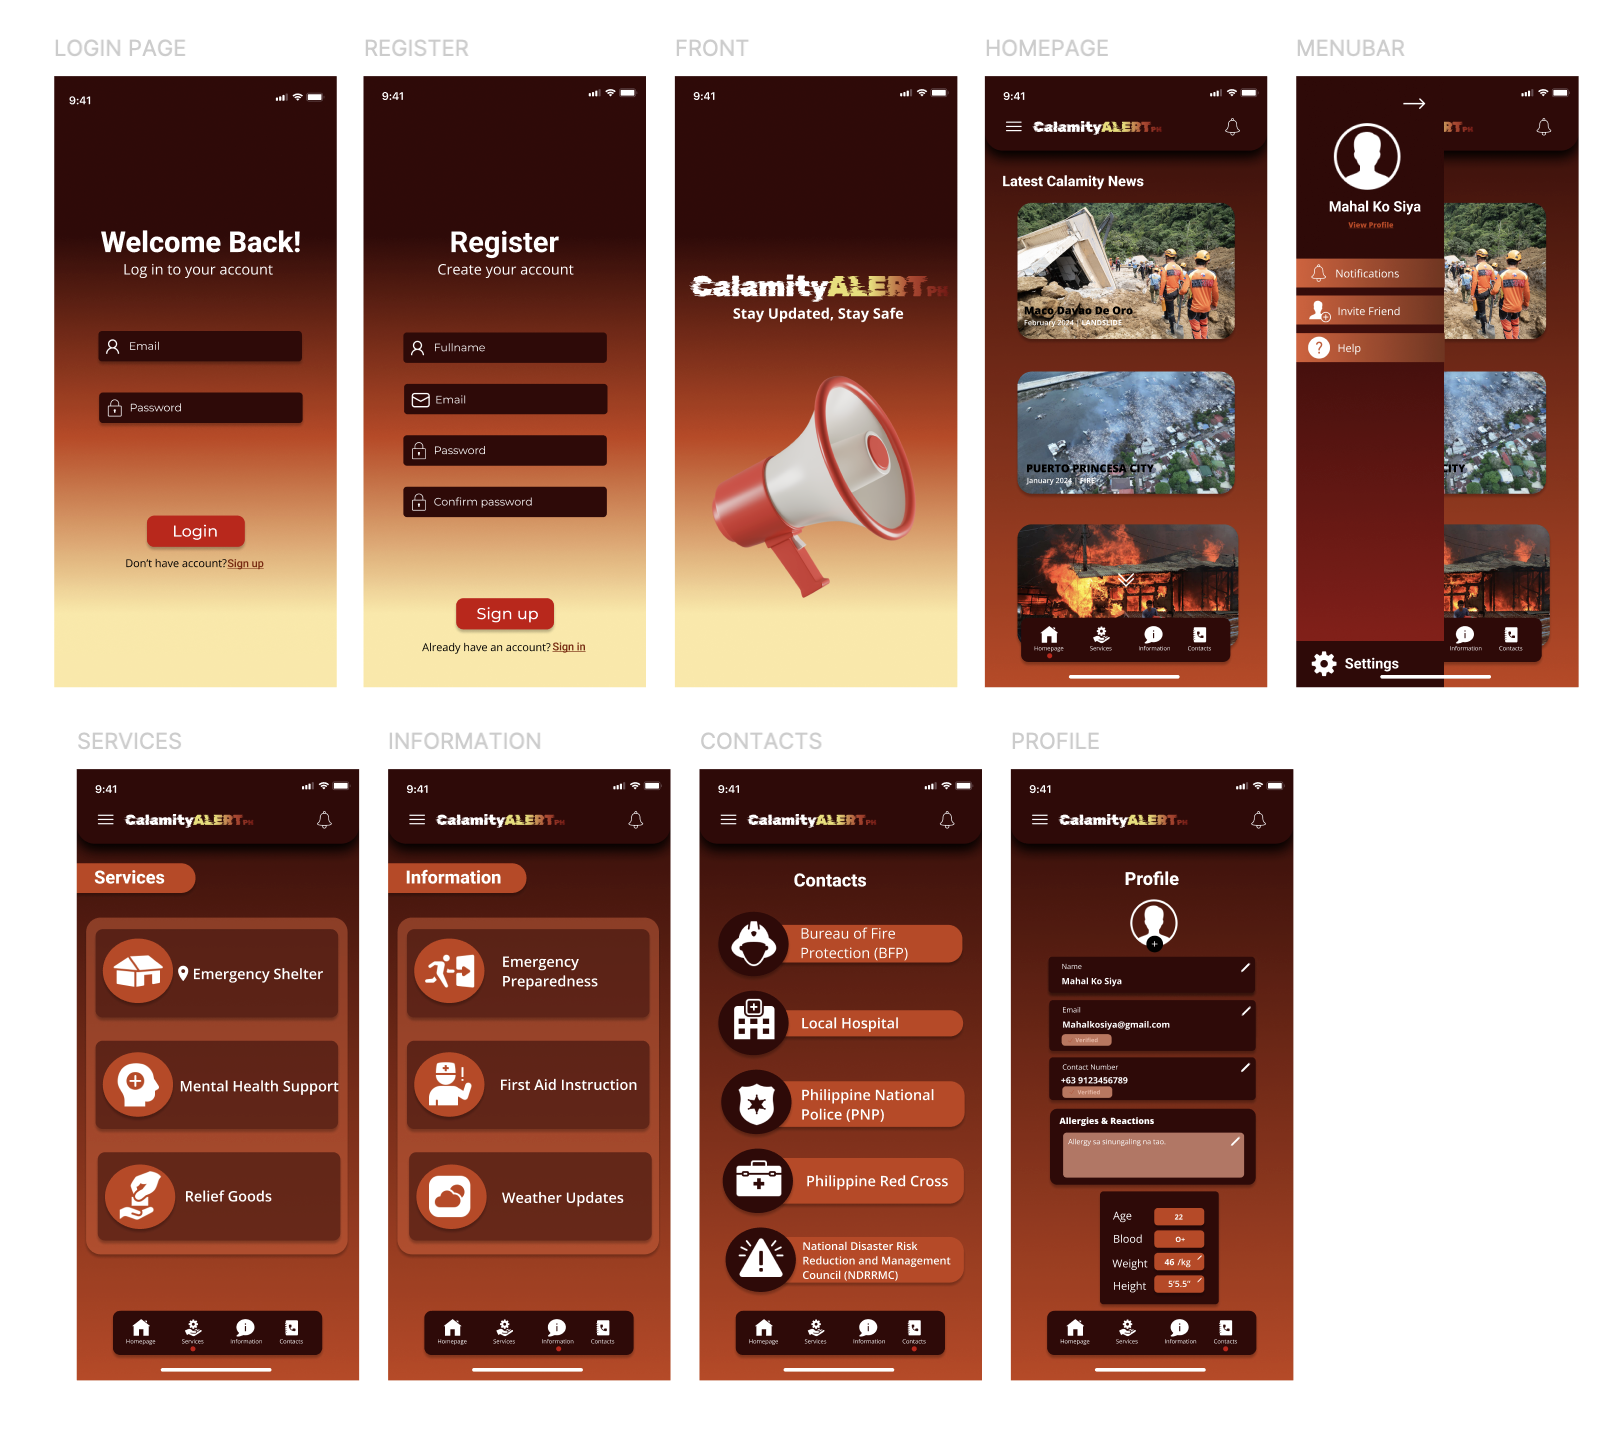 LOGIN PAGE
9:41
Welcome Back!
Log in to your account
Email
Password
Login
Don't have account?Sign up
REGISTER
9:41
Register
Create your account
Fullname
Email
Password
Confirm password
Sign up
Already have an account? Sign in
FRONT
9:41
CalamityALERTPH
Stay Updated, Stay Safe
HOMEPAGE
9:41
CalamityALERTPH
Latest Calamity News
Maco Davao De Oro
February 2024 | LANDSLIDE
PUERTO PRINCESA CITY
January 2024 | FIRE
Homepage
Services
Information
Contacts
MENUBAR
RTPH
Mahal Ko Siya
View Profile
Notifications
Invite Friend
? Help
CITY
Information
Contacts
Settings
SERVICES
9:41
CalamityALERTPH
Services
Emergency Shelter
Mental Health Support
Relief Goods
Homepage
Services
Information
Contacts
INFORMATION
9:41
CalamityALERTPH
Information
Emergency
Preparedness
First Aid Instruction
Weather Updates
Homepage
Services
Information
Contacts
CONTACTS
9:41
CalamityALERTPH
Contacts
Bureau of Fire
Protection (BFP)
Local Hospital
Philippine National
Police (PNP)
Philippine Red Cross
National Disaster Risk
Reduction and Management
Council (NDRRMC)
Homepage
Services
Information
Contacts
PROFILE
9:41
CalamityALERTPH
Profile
Name
Mahal Ko Siya
Email
Mahalkosiya@gmail.com
Verified
Contact Number
+63 9123456789
Verified
Allergies & Reactions
Allergy sa sinungaling na tao.
Age 22
Blood O+
Weight 46 /kg
Height 5'5.5"
Homepage
Services
Information
Contacts